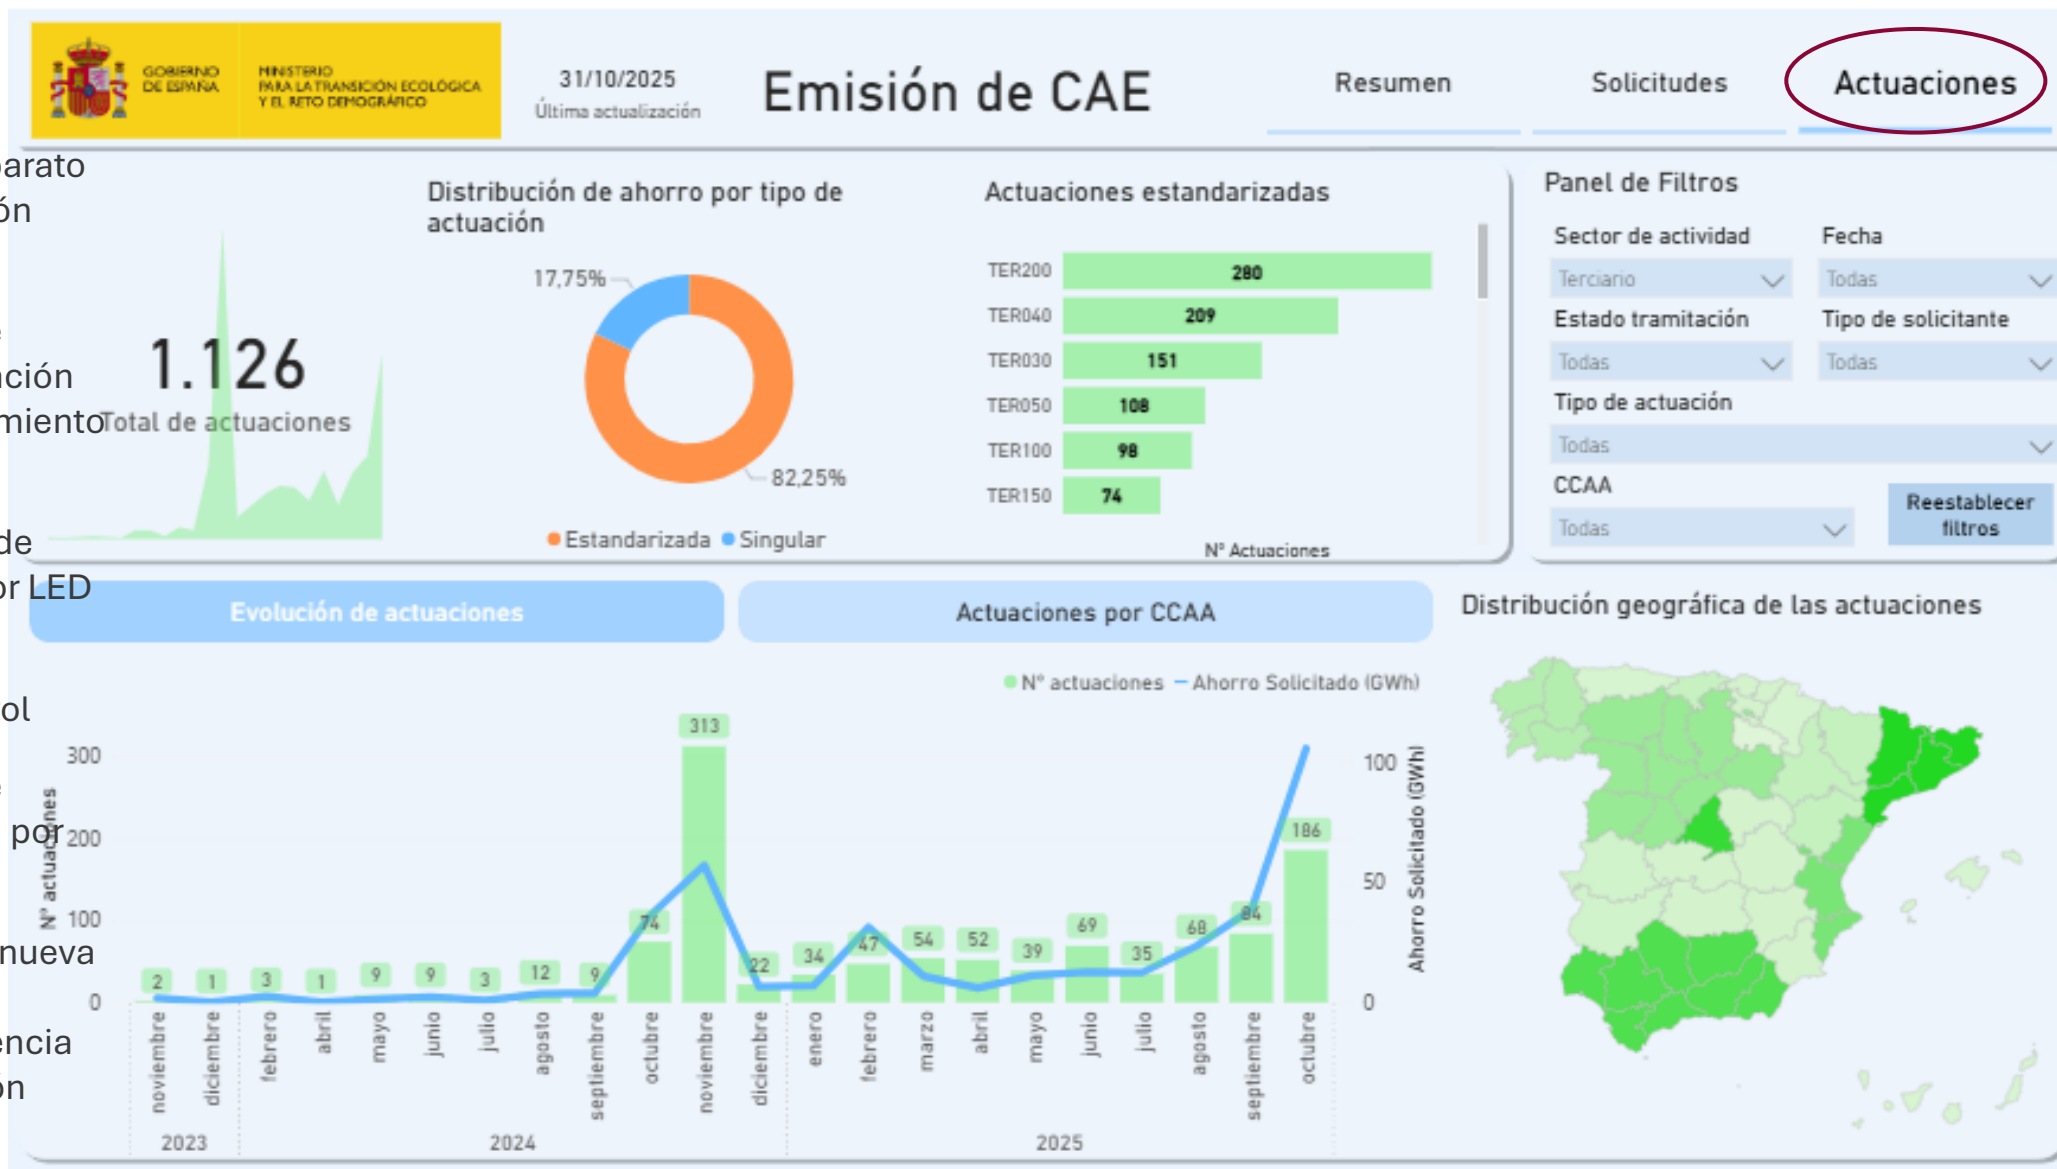 GOBIERNO
DE ESPAÑA
MINISTERIO
PARA LA TRANSICIÓN ECOLÓGICA
Y EL RETO DEMOGRÁFICO
31/10/2025
Última actualización
Emisión de CAE
Resumen
Solicitudes
Actuaciones
parato
ón
ación
miento
de
or LED
ol
por
nueva
encia
ón
1.126
Total de actuaciones
Distribución de ahorro por tipo de
actuación
17,75%
82,25%
Estandarizada
Singular
Actuaciones estandarizadas
TER200 280
TER040 209
TER030 151
TER050 108
TER100 98
TER150 74
Nº Actuaciones
Panel de Filtros
Sector de actividad
Terciario
Fecha
Todas
Estado tramitación
Todas
Tipo de solicitante
Todas
Tipo de actuación
Todas
CCAA
Todas
Reestablecer
filtros
Evolución de actuaciones
Actuaciones por CCAA
Nº actuaciones
Ahorro Solicitado (GWh)
Nº actuaciones
300
200
100
0
2
1
3
1
9
9
3
12
9
74
313
22
34
47
54
52
39
69
35
68
84
186
100
50
0
Ahorro Solicitado (GWh)
noviembre
diciembre
febrero
abril
mayo
junio
julio
agosto
septiembre
octubre
noviembre
diciembre
enero
febrero
marzo
abril
mayo
junio
julio
agosto
septiembre
octubre
2023
2024
2025
Distribución geográfica de las actuaciones